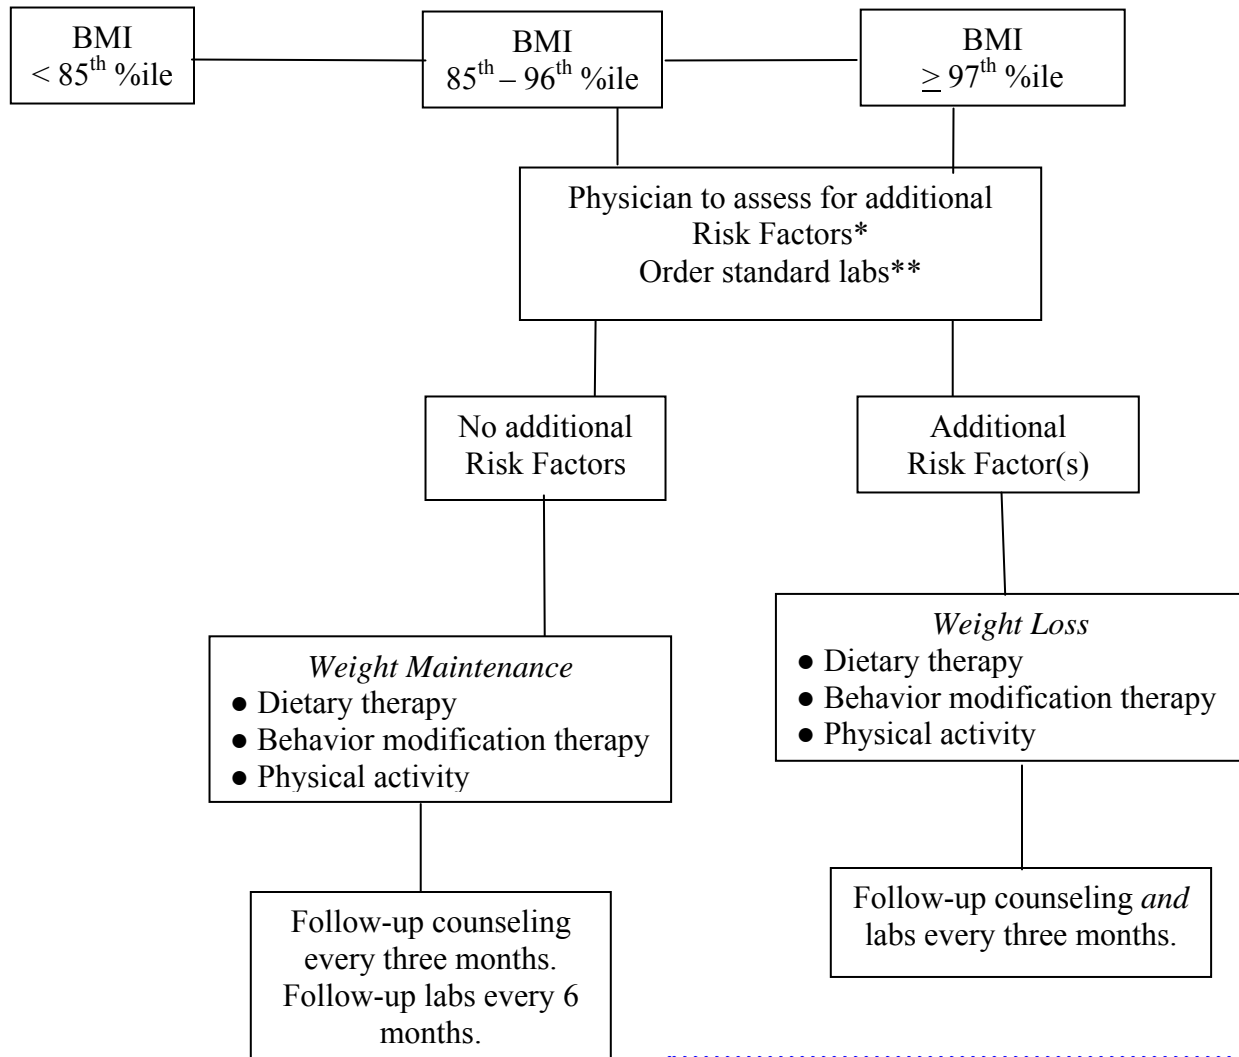 BMI
< 85th %ile
BMI
85th – 96th %ile
BMI
≥ 97th %ile
Physician to assess for additional
Risk Factors*
Order standard labs**
No additional
Risk Factors
Additional
Risk Factor(s)
Weight Maintenance
● Dietary therapy
● Behavior modification therapy
● Physical activity
Weight Loss
● Dietary therapy
● Behavior modification therapy
● Physical activity
Follow-up counseling
every three months.
Follow-up labs every 6
months.
Follow-up counseling and
labs every three months.